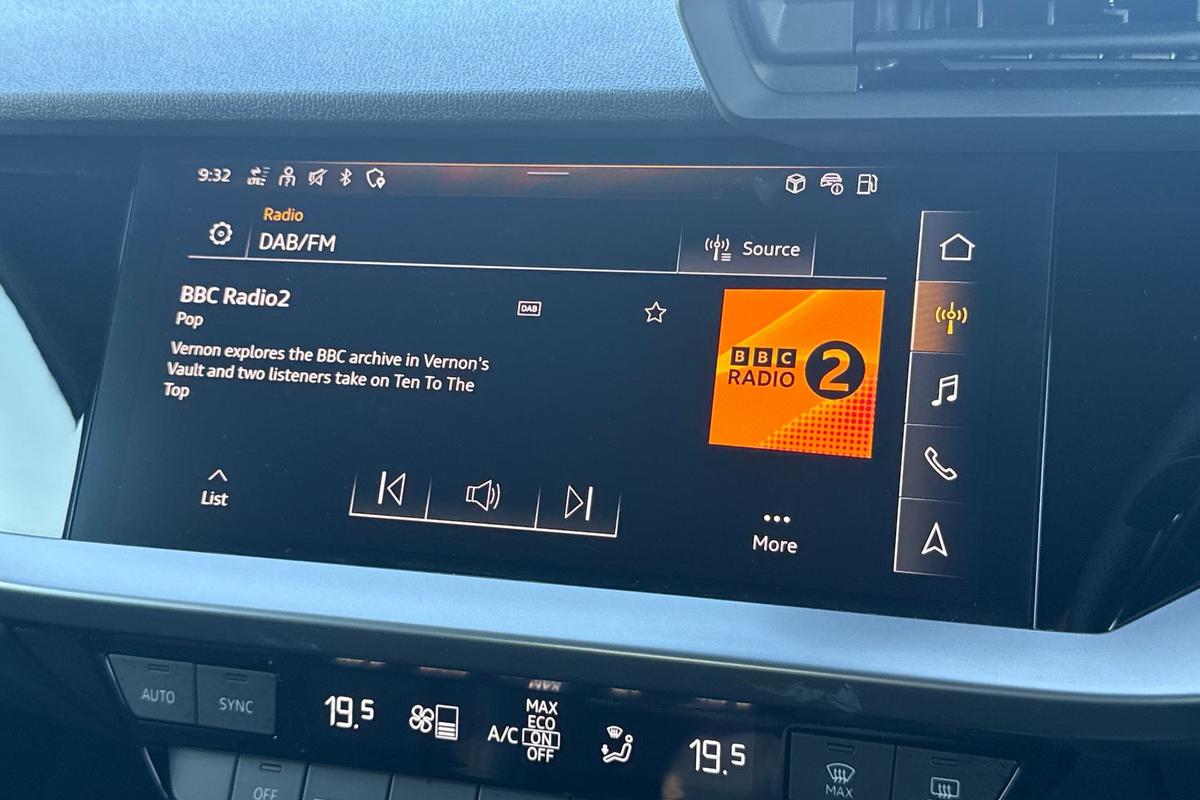 9:32
LTE
Radio
DAB/FM
Source
BBC Radio2
DAB
Pop
Vernon explores the BBC archive in Vernon's
Vault and two listeners take on Ten To The
Top
BBC
RADIO 2
List
More
AUTO
SYNC
19.5
A/C
MAX
ECO
ON
OFF
19.5
MAX
OFF